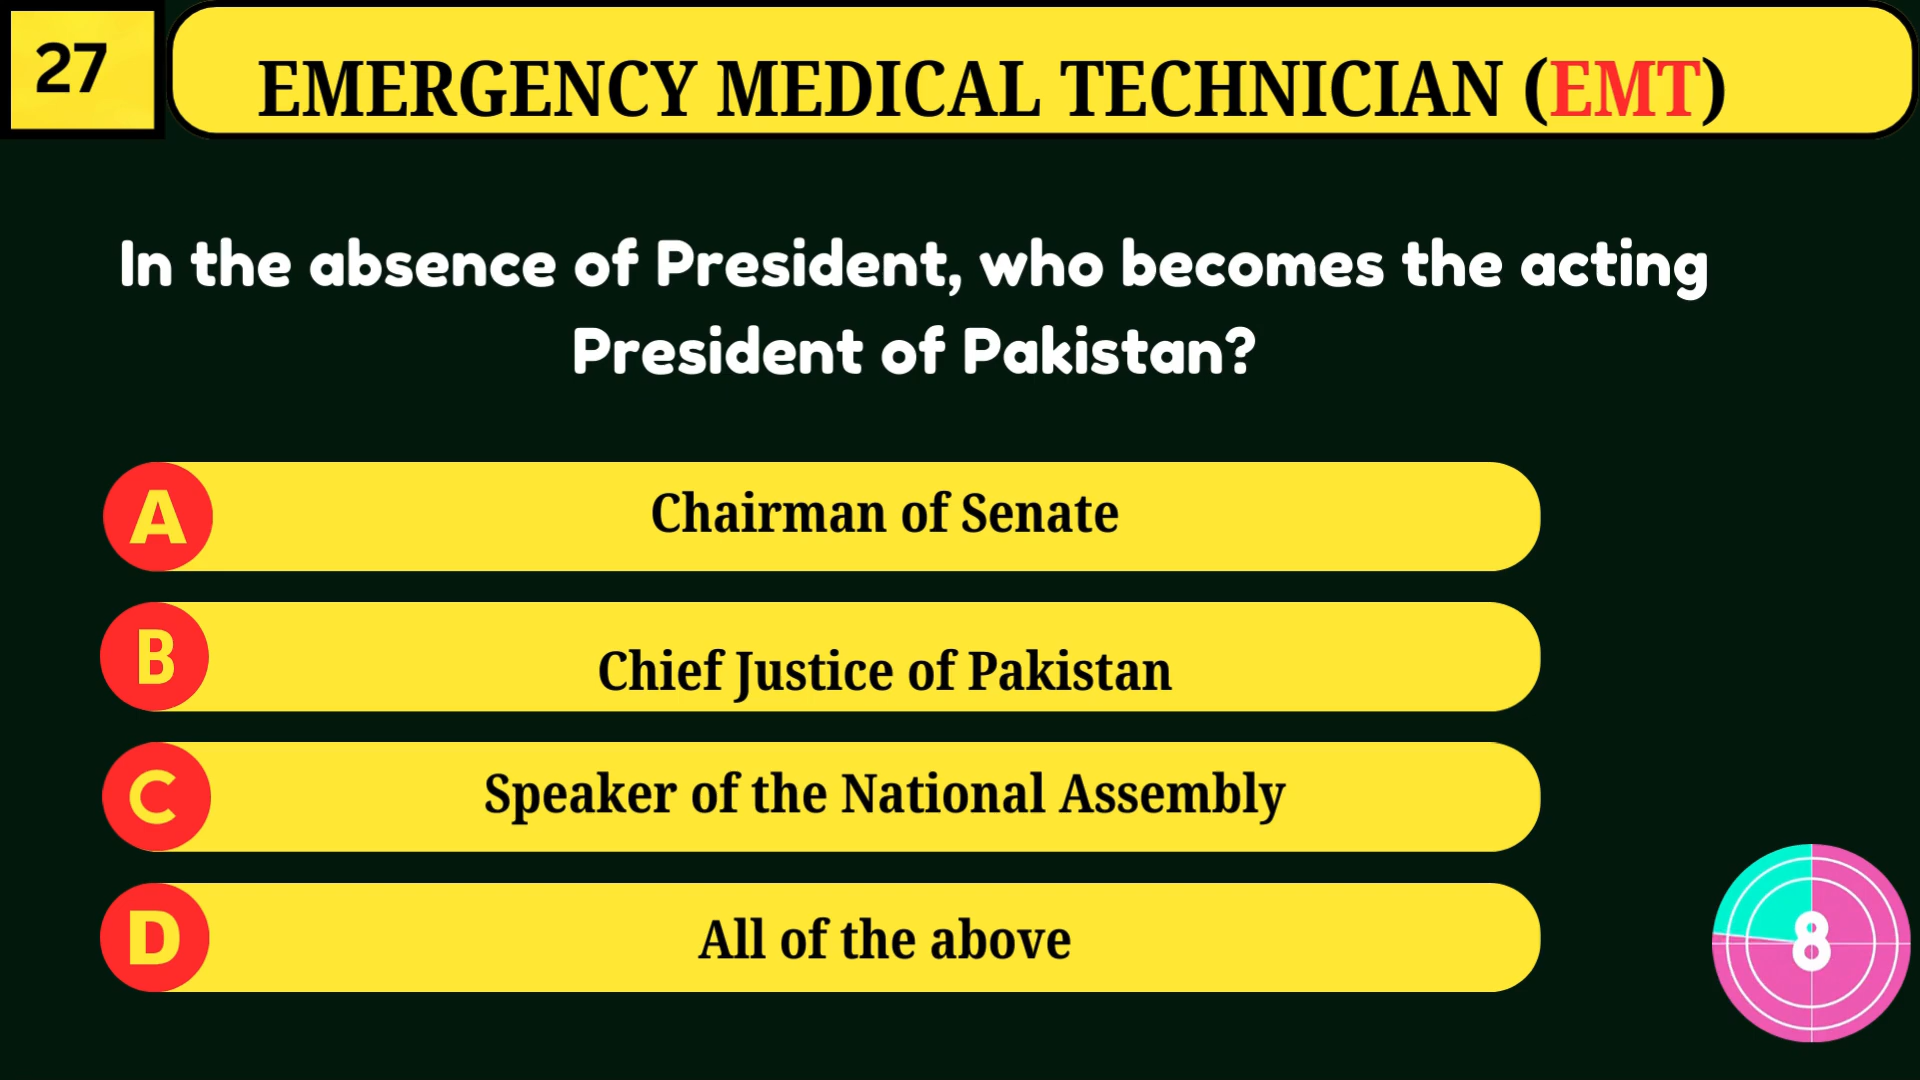 27
EMERGENCY MEDICAL TECHNICIAN (EMT)
In the absence of President, who becomes the acting
President of Pakistan?
A Chairman of Senate
B Chief Justice of Pakistan
C Speaker of the National Assembly
D All of the above
8